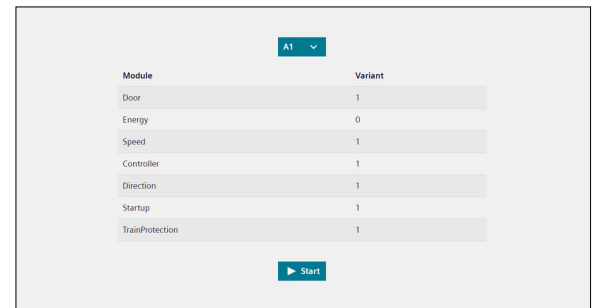 A1
Module Variant
Door 1
Energy 0
Speed 1
Controller 1
Direction 1
Startup 1
TrainProtection 1
Start